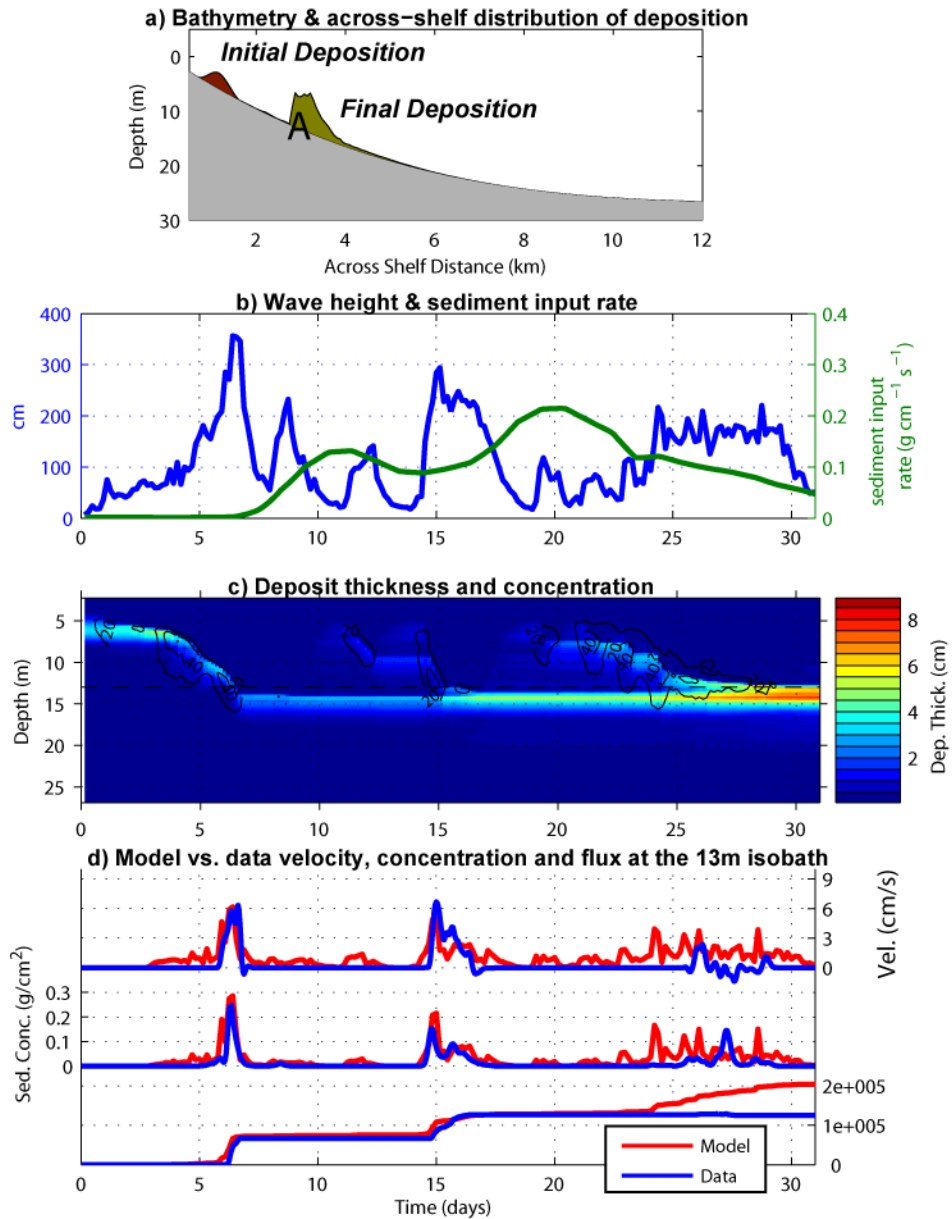 a) Bathymetry & across-shelf distribution of deposition
Initial Deposition
Final Deposition
A
Depth (m)
0
10
20
30
2 4 6 8 10 12
Across Shelf Distance (km)
b) Wave height & sediment input rate
cm
400
300
200
100
0
0.4
0.3
0.2
0.1
0
sediment input
rate (g cm⁻¹ s⁻¹)
0 5 10 15 20 25 30
c) Deposit thickness and concentration
Depth (m)
5
10
15
20
25
0 5 10 15 20 25 30
8
6
4
2
Dep. Thick. (cm)
d) Model vs. data velocity, concentration and flux at the 13m isobath
9
6
3
0
Vel. (cm/s)
Sed. Conc. (g/cm²)
0.3
0.2
0.1
0
2e+005
1e+005
0
Model
Data
0 5 10 15 20 25 30
Time (days)